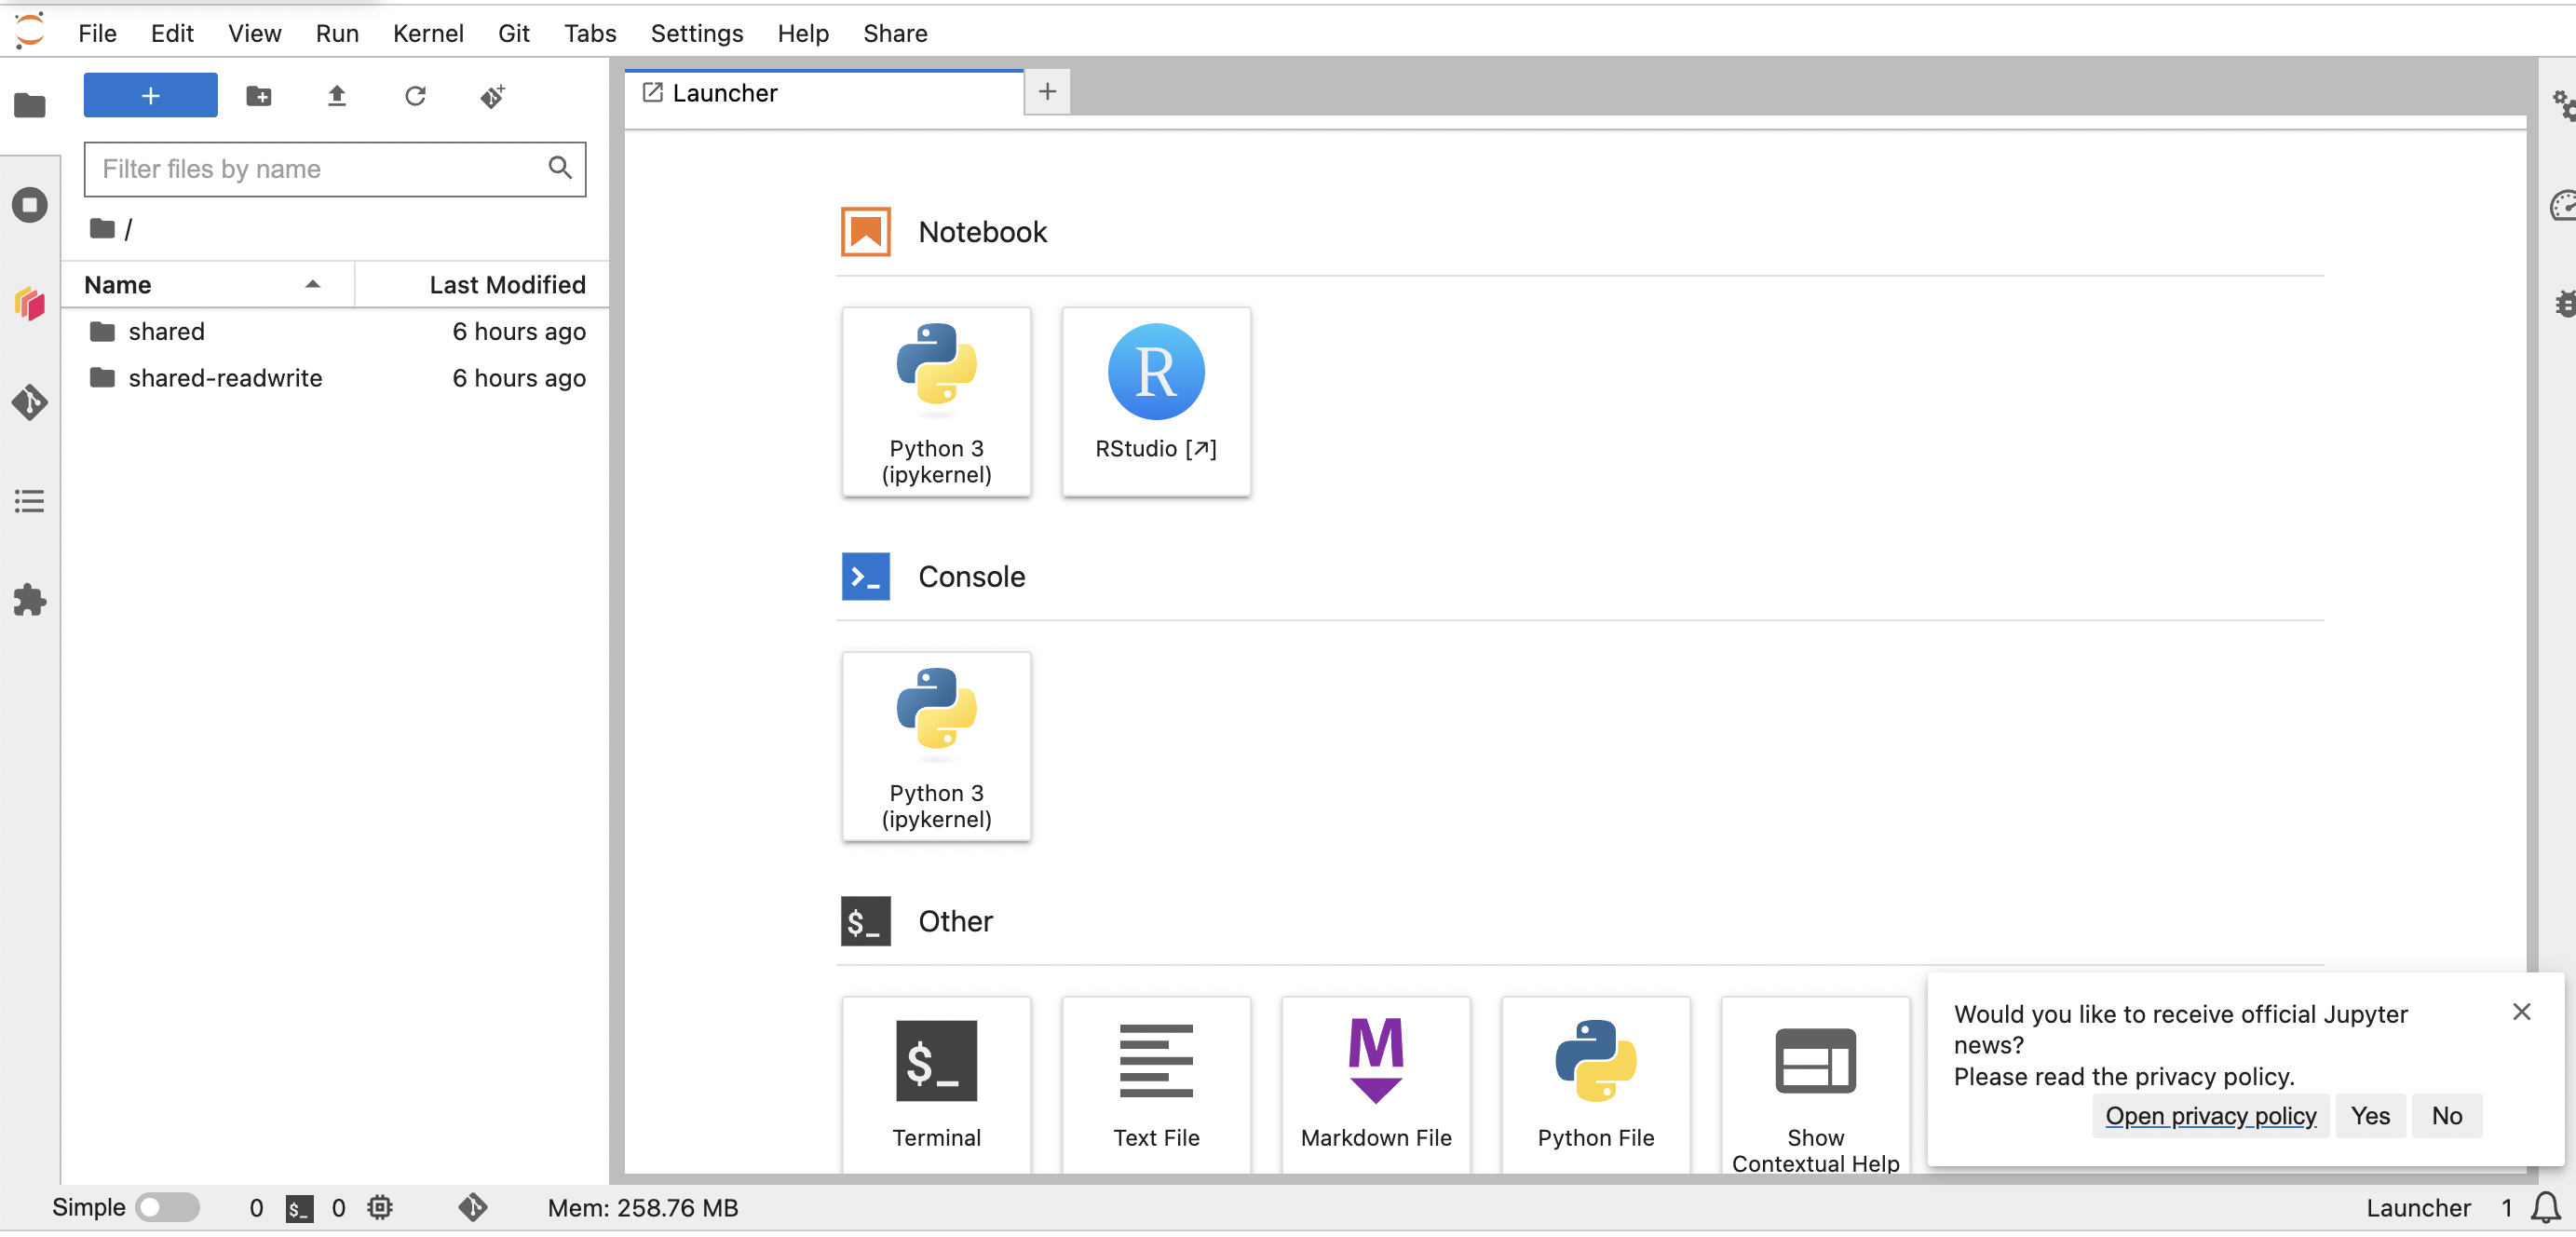 File Edit View Run Kernel Git Tabs Settings Help Share
+
Filter files by name
/
Name Last Modified
shared 6 hours ago
shared-readwrite 6 hours ago
Launcher +
Notebook
R
Python 3
(ipykernel)
RStudio [↗]
>_ Console
Python 3
(ipykernel)
$_ Other
$_
M
Terminal
Text File
Markdown File
Python File
Show
Contextual Help
Would you like to receive official Jupyter
news?
Please read the privacy policy.
Open privacy policy Yes No
Simple 0 $_ 0 Mem: 258.76 MB Launcher 1